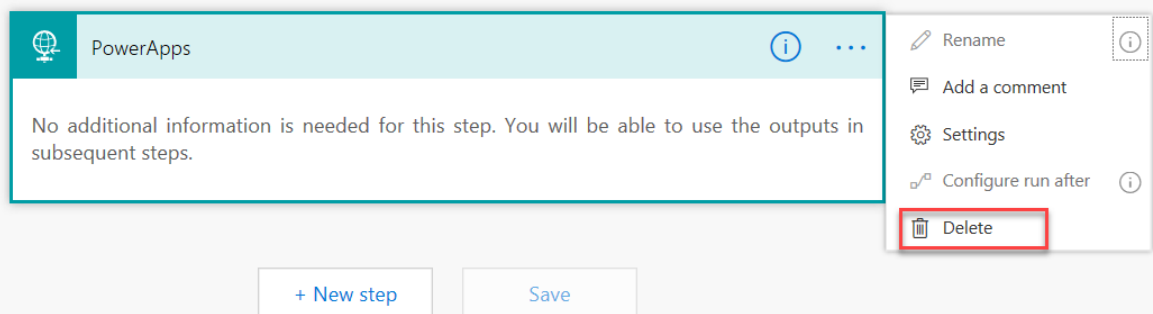 PowerApps
No additional information is needed for this step. You will be able to use the outputs in
subsequent steps.
Rename
Add a comment
Settings
Configure run after
Delete
+ New step
Save